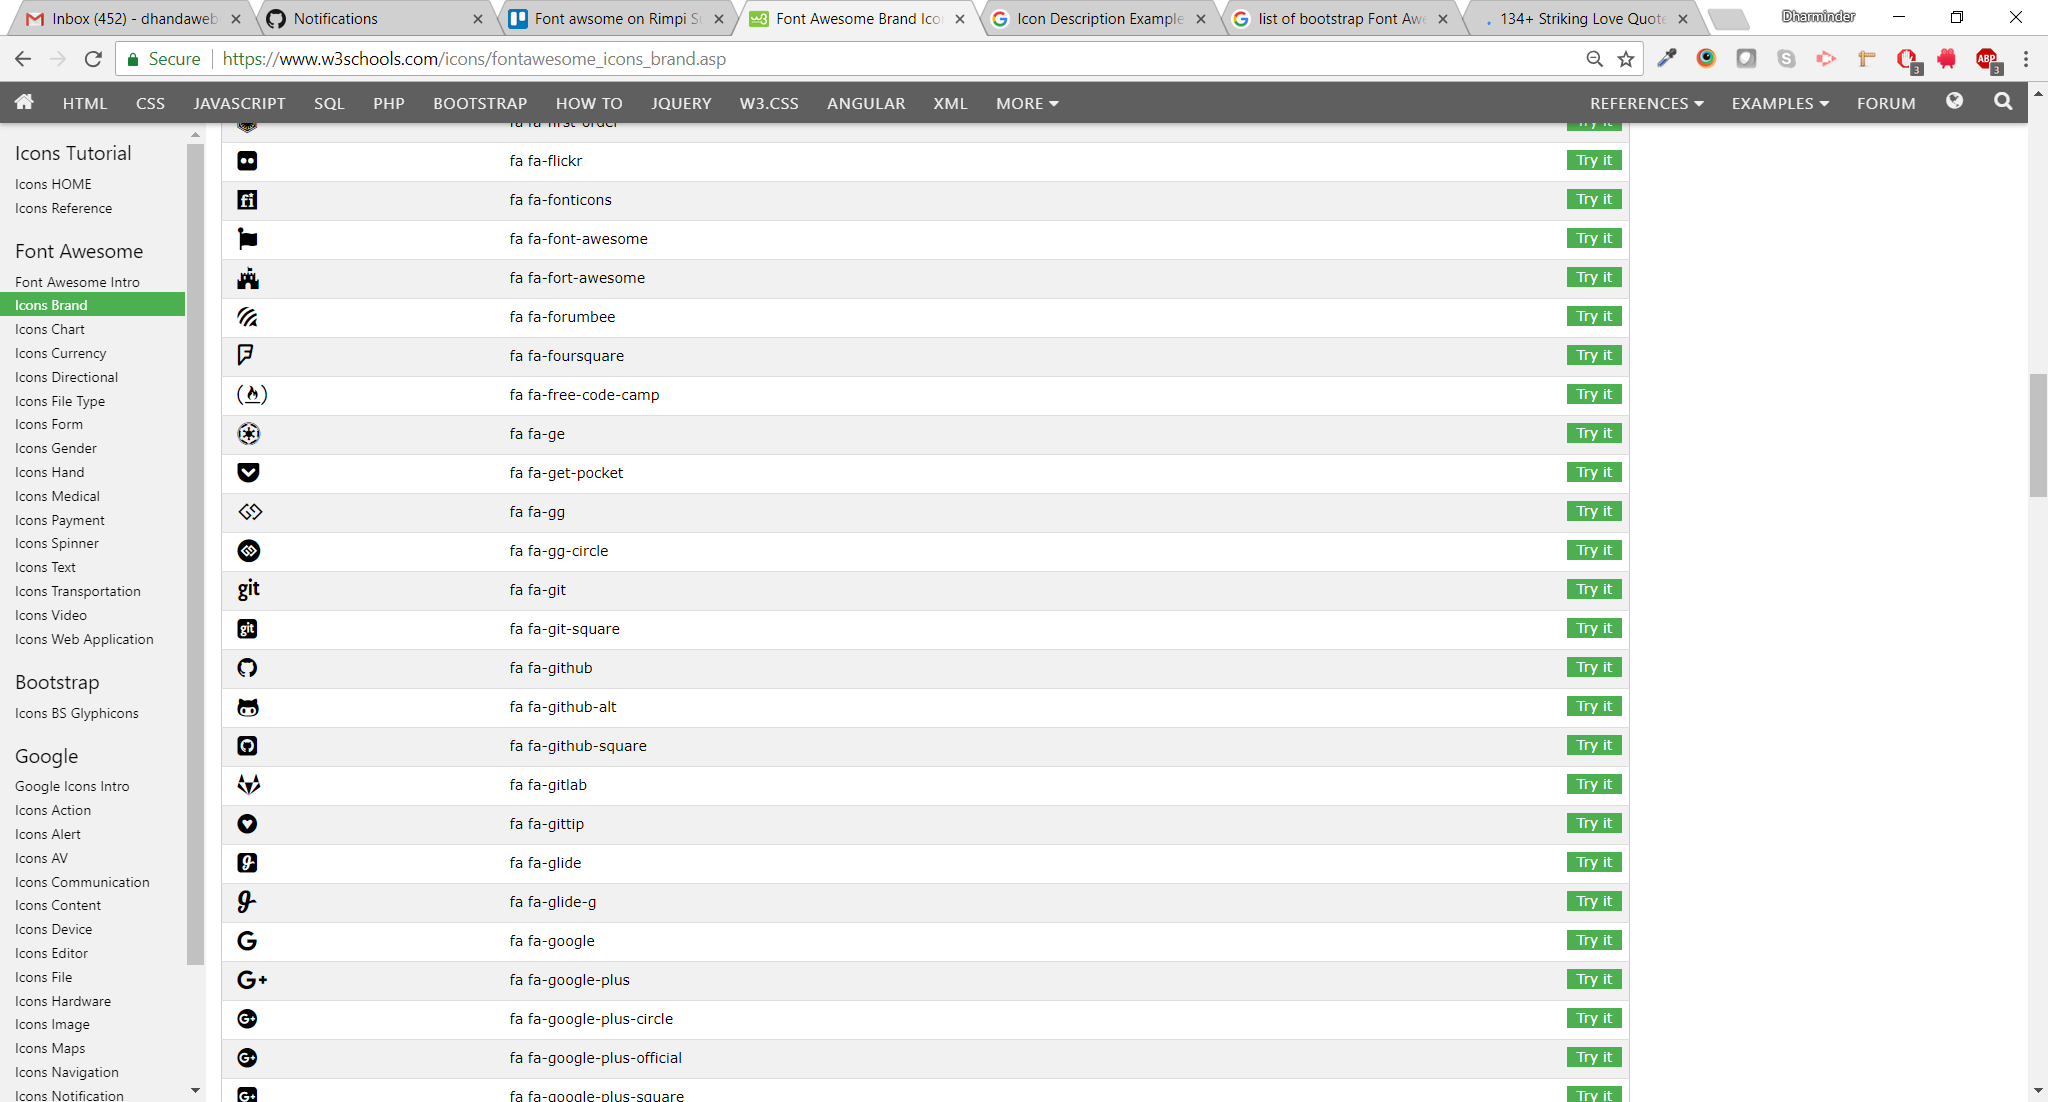 Inbox (452) - dhandaweb
Notifications
Font awsome on Rimpi Su
Font Awesome Brand Icon
Icon Description Example
list of bootstrap Font Awe
134+ Striking Love Quote
Dharminder
Secure
https://www.w3schools.com/icons/fontawesome_icons_brand.asp
3
ABP
3
HTML
CSS
JAVASCRIPT
SQL
PHP
BOOTSTRAP
HOW TO
JQUERY
W3.CSS
ANGULAR
XML
MORE
REFERENCES
EXAMPLES
FORUM
Icons Tutorial
Icons HOME
Icons Reference
Font Awesome
Font Awesome Intro
Icons Brand
Icons Chart
Icons Currency
Icons Directional
Icons File Type
Icons Form
Icons Gender
Icons Hand
Icons Medical
Icons Payment
Icons Spinner
Icons Text
Icons Transportation
Icons Video
Icons Web Application
Bootstrap
Icons BS Glyphicons
Google
Google Icons Intro
Icons Action
Icons Alert
Icons AV
Icons Communication
Icons Content
Icons Device
Icons Editor
Icons File
Icons Hardware
Icons Image
Icons Maps
Icons Navigation
Icons Notification
fa fa-first-order Try it
fa fa-flickr Try it
fi fa fa-fonticons Try it
fa fa-font-awesome Try it
fa fa-fort-awesome Try it
fa fa-forumbee Try it
fa fa-foursquare Try it
fa fa-free-code-camp Try it
fa fa-ge Try it
fa fa-get-pocket Try it
fa fa-gg Try it
fa fa-gg-circle Try it
git fa fa-git Try it
git fa fa-git-square Try it
fa fa-github Try it
fa fa-github-alt Try it
fa fa-github-square Try it
fa fa-gitlab Try it
fa fa-gittip Try it
fa fa-glide Try it
fa fa-glide-g Try it
G fa fa-google Try it
G+ fa fa-google-plus Try it
G+ fa fa-google-plus-circle Try it
G+ fa fa-google-plus-official Try it
G+ fa fa-google-plus-square Try it